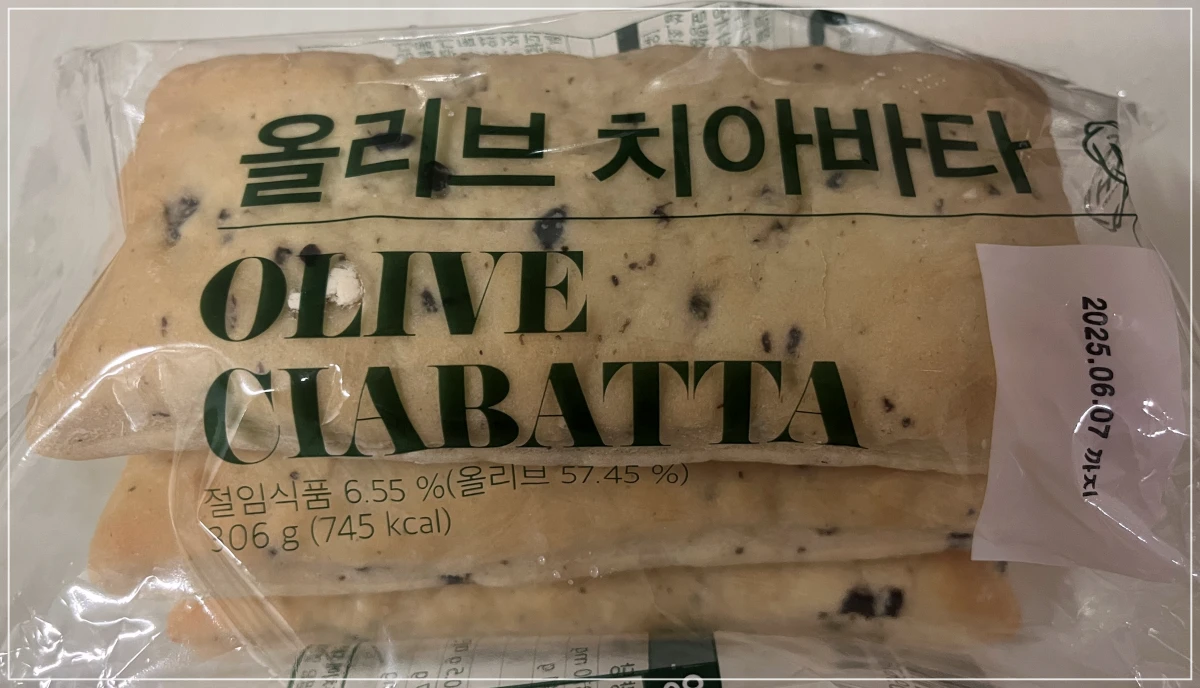 올리브 치아바타
OLIVE
CIABATTA
절임식품 6.55 %(올리브 57.45 %)
306 g (745 kcal)
2025.06.07 까지